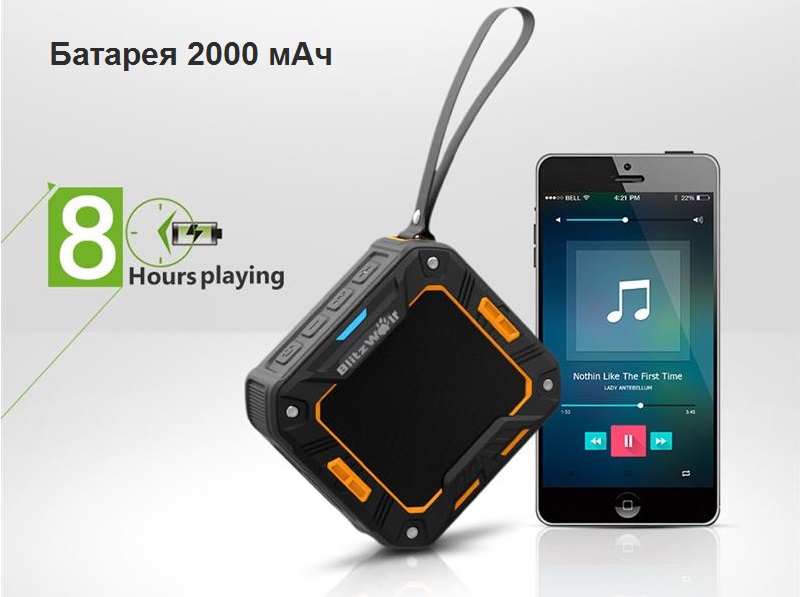 Батарея 2000 мАч
8
Hours playing
BlitzWolf
BELL
4:21 PM
22%
Nothin Like The First Time
LADY ANTEBELLUM
1:53
3:45